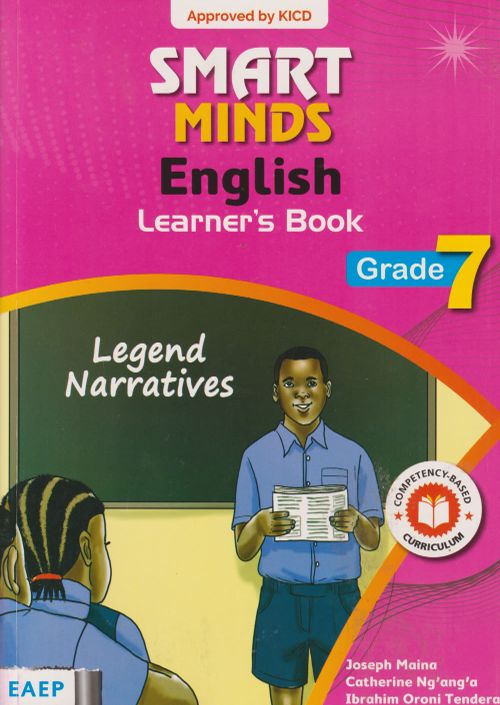 Approved by KICD
SMART
MINDS
English
Learner's Book
Grade 7
Legend
Narratives
COMPETENCY-BASED
CURRICULUM
Joseph Maina
Catherine Ng'ang'a
Ibrahim Oroni Tendera
EAEP